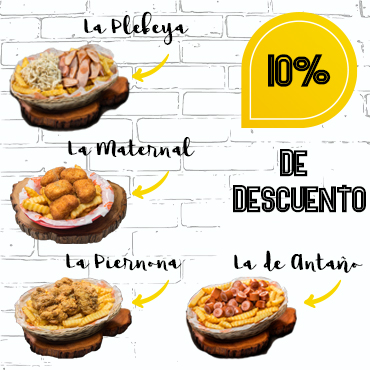 La Plebeya
10%
La Maternal
DE
DESCUENTO
La Piernona
La de Antaño